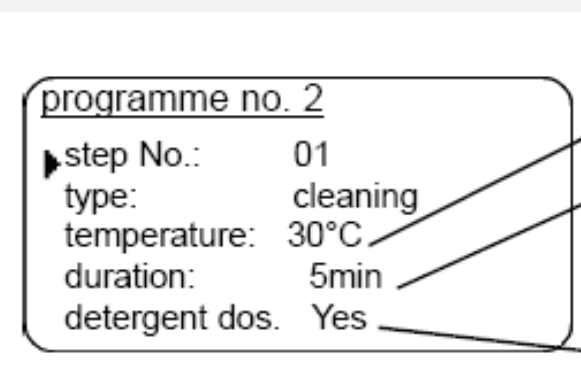 programme no. 2
step No.: 01
type: cleaning
temperature: 30°C
duration: 5min
detergent dos. Yes